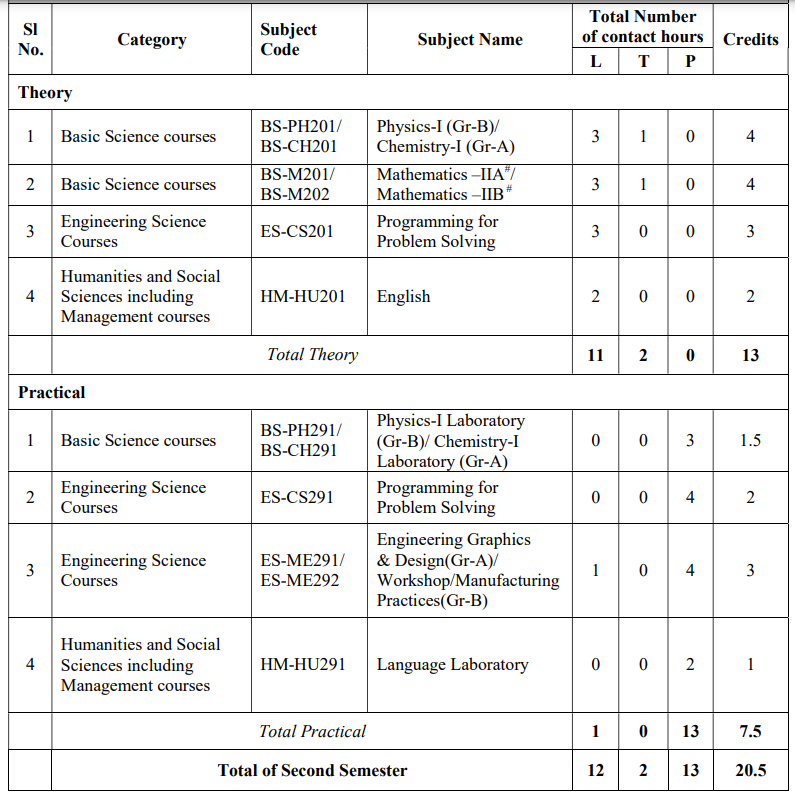 Sl No. Category Subject Code Subject Name Total Number of contact hours Credits
L T P
Theory
1 Basic Science courses BS-PH201/ BS-CH201 Physics-I (Gr-B)/ Chemistry-I (Gr-A) 3 1 0 4
2 Basic Science courses BS-M201/ BS-M202 Mathematics –IIA#/ Mathematics –IIB# 3 1 0 4
3 Engineering Science Courses ES-CS201 Programming for Problem Solving 3 0 0 3
4 Humanities and Social Sciences including Management courses HM-HU201 English 2 0 0 2
Total Theory 11 2 0 13
Practical
1 Basic Science courses BS-PH291/ BS-CH291 Physics-I Laboratory (Gr-B)/ Chemistry-I Laboratory (Gr-A) 0 0 3 1.5
2 Engineering Science Courses ES-CS291 Programming for Problem Solving 0 0 4 2
3 Engineering Science Courses ES-ME291/ ES-ME292 Engineering Graphics & Design(Gr-A)/ Workshop/Manufacturing Practices(Gr-B) 1 0 4 3
4 Humanities and Social Sciences including Management courses HM-HU291 Language Laboratory 0 0 2 1
Total Practical 1 0 13 7.5
Total of Second Semester 12 2 13 20.5